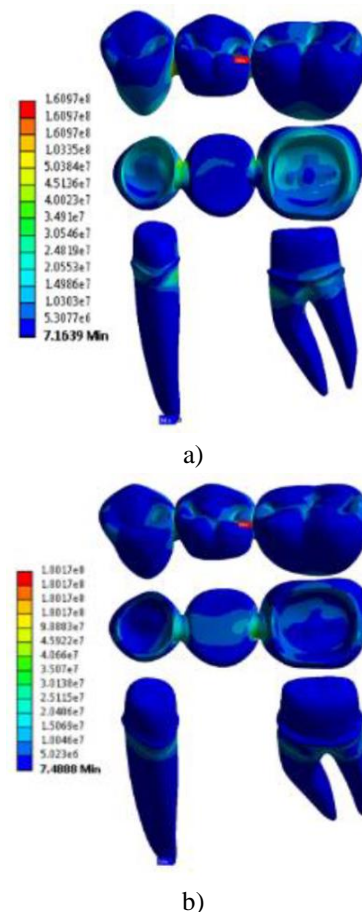 1.6097e8
1.6097e8
1.6097e8
1.0335e8
5.0384e7
4.5136e7
4.0023e7
3.491e7
3.0546e7
2.4819e7
2.0553e7
1.4986e7
1.0303e7
5.3077e6
7.1639 Min
a)
1.8017e8
1.8017e8
1.8017e8
1.8017e8
9.8883e7
4.5922e7
4.066e7
3.507e7
3.0138e7
2.5115e7
2.0406e7
1.5069e7
1.0046e7
5.023e6
7.4888 Min
b)